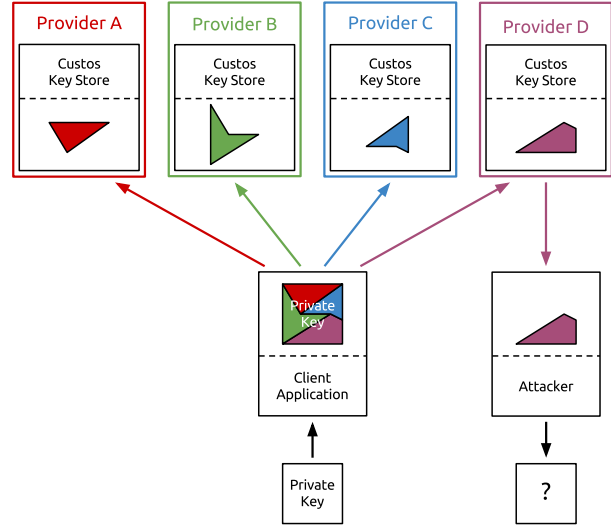 Provider A
Provider B
Provider C
Provider D
Custos
Key Store
Custos
Key Store
Custos
Key Store
Custos
Key Store
Private
Key
Client
Application
Attacker
Private
Key
?